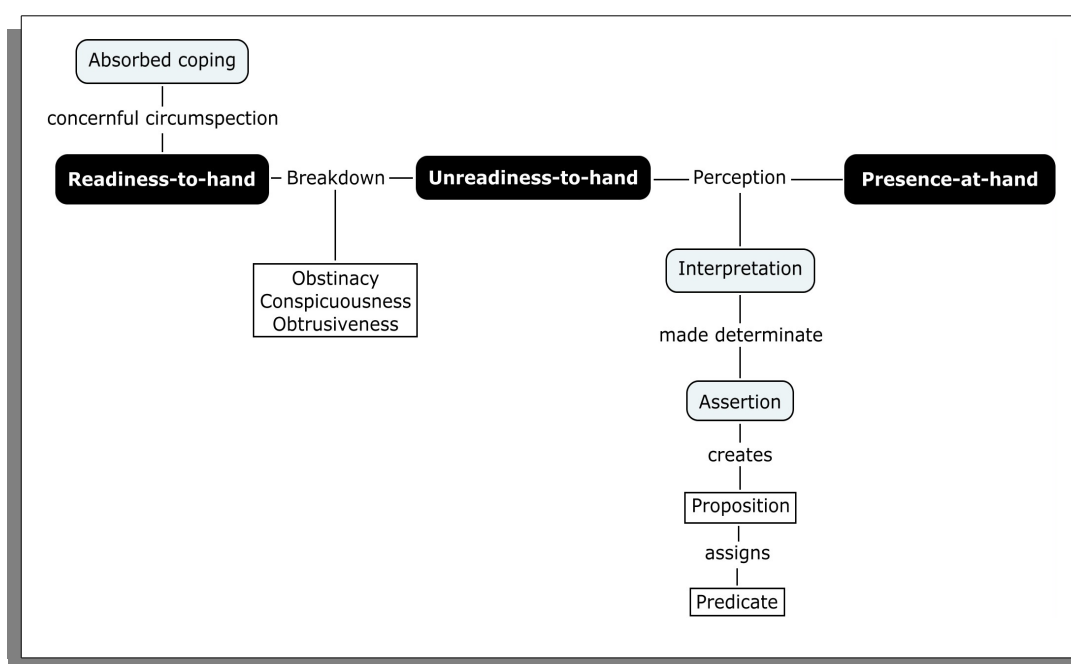 Absorbed coping
concernful circumspection
Readiness-to-hand
Breakdown
Unreadiness-to-hand
Perception
Presence-at-hand
Obstinacy
Conspicuousness
Obtrusiveness
Interpretation
made determinate
Assertion
creates
Proposition
assigns
Predicate